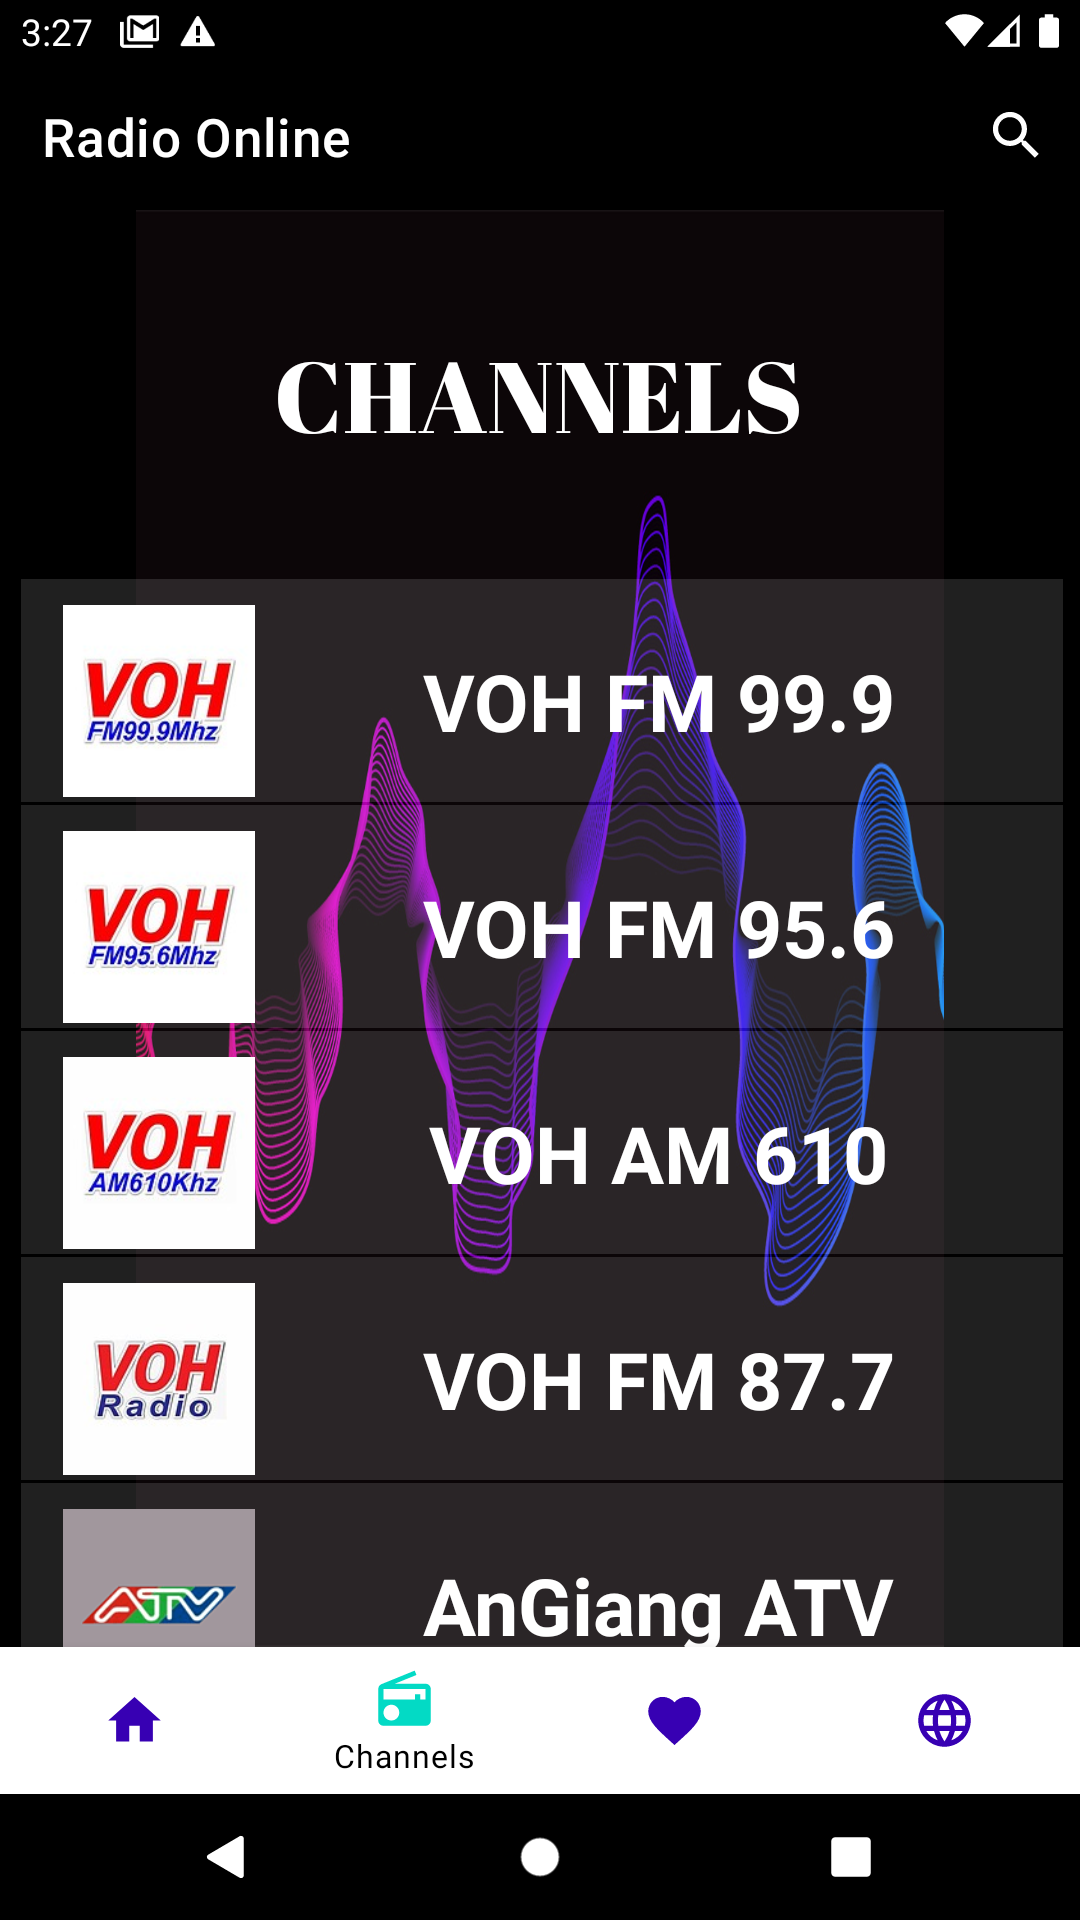 3:27
Radio Online
CHANNELS
VOH
FM99.9Mhz
VOH FM 99.9
VOH
FM95.6Mhz
VOH FM 95.6
VOH
AM610Khz
VOH AM 610
VOH
Radio
VOH FM 87.7
ATV
AnGiang ATV
Channels